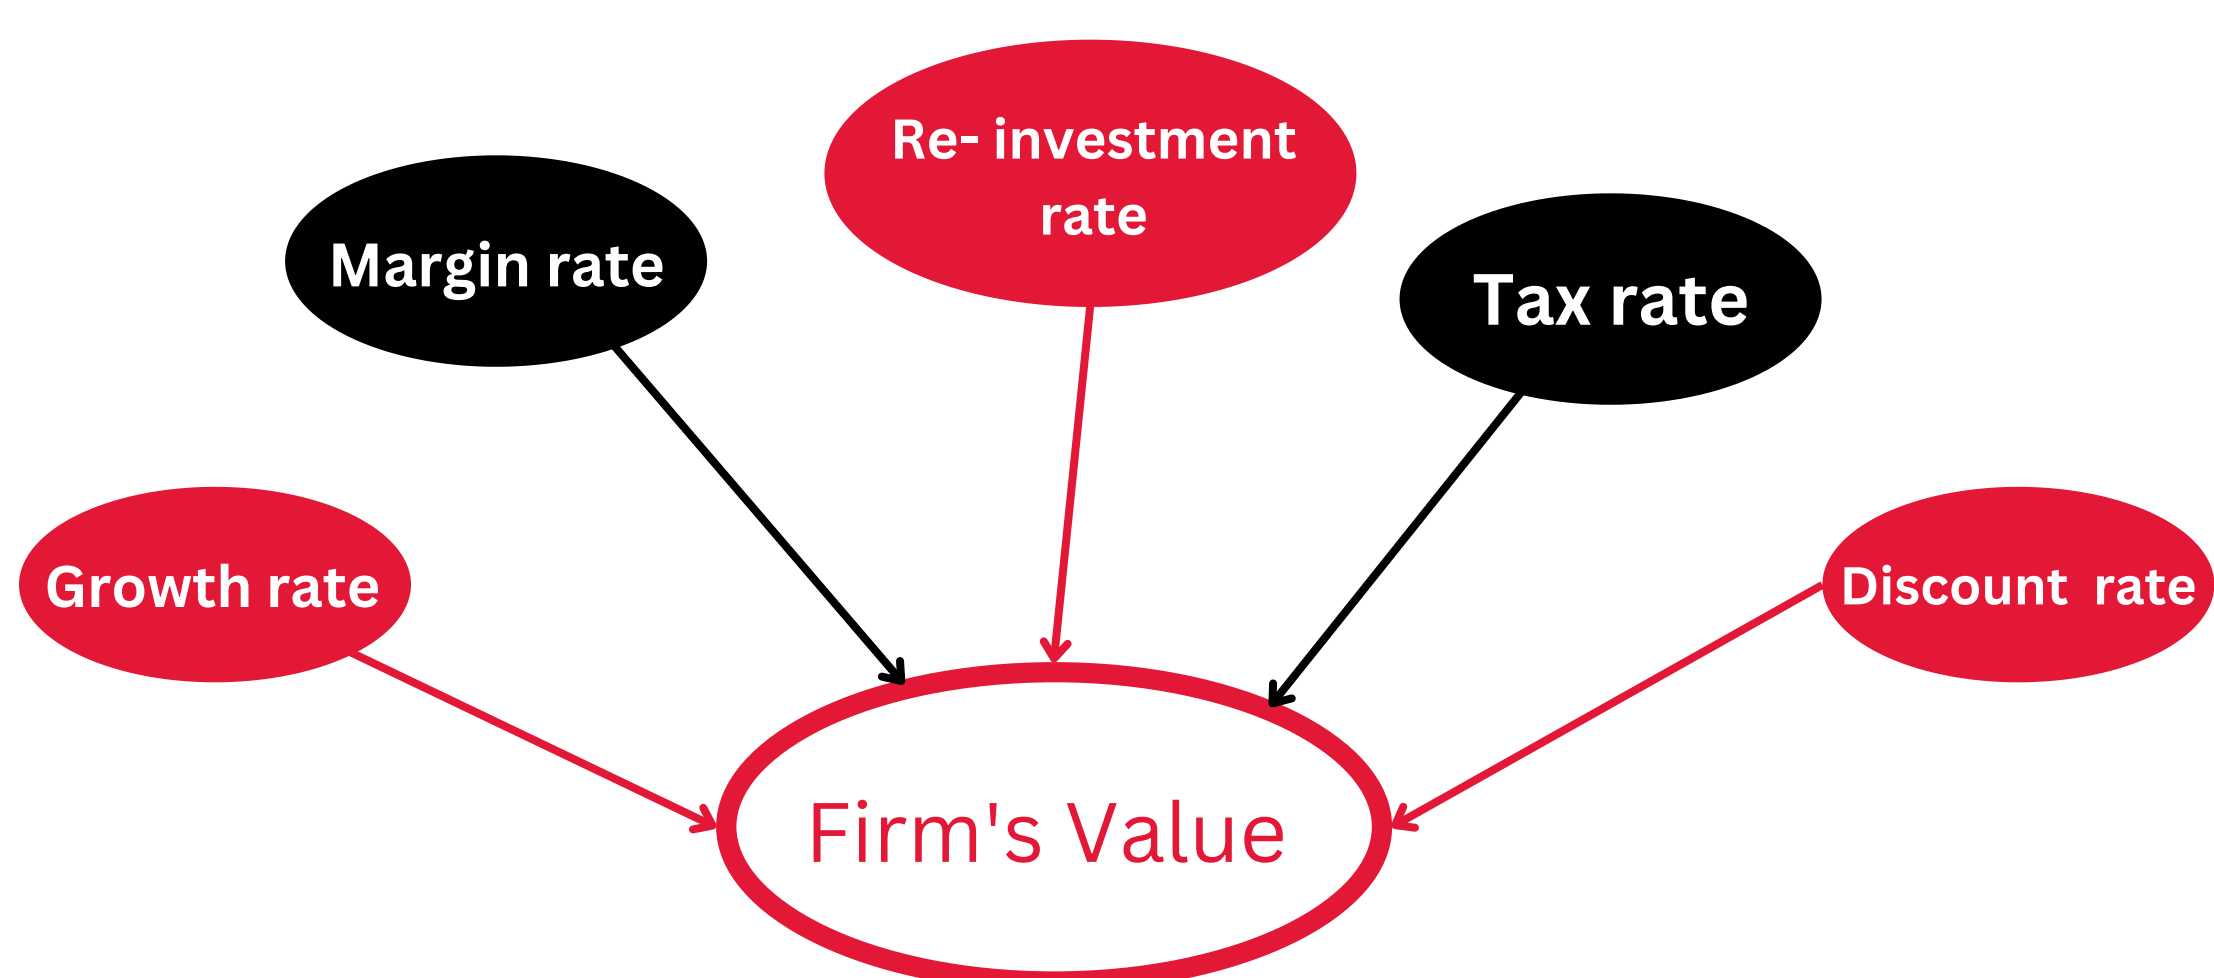 Re- investment
rate
Margin rate
Tax rate
Growth rate
Discount  rate
Firm's Value